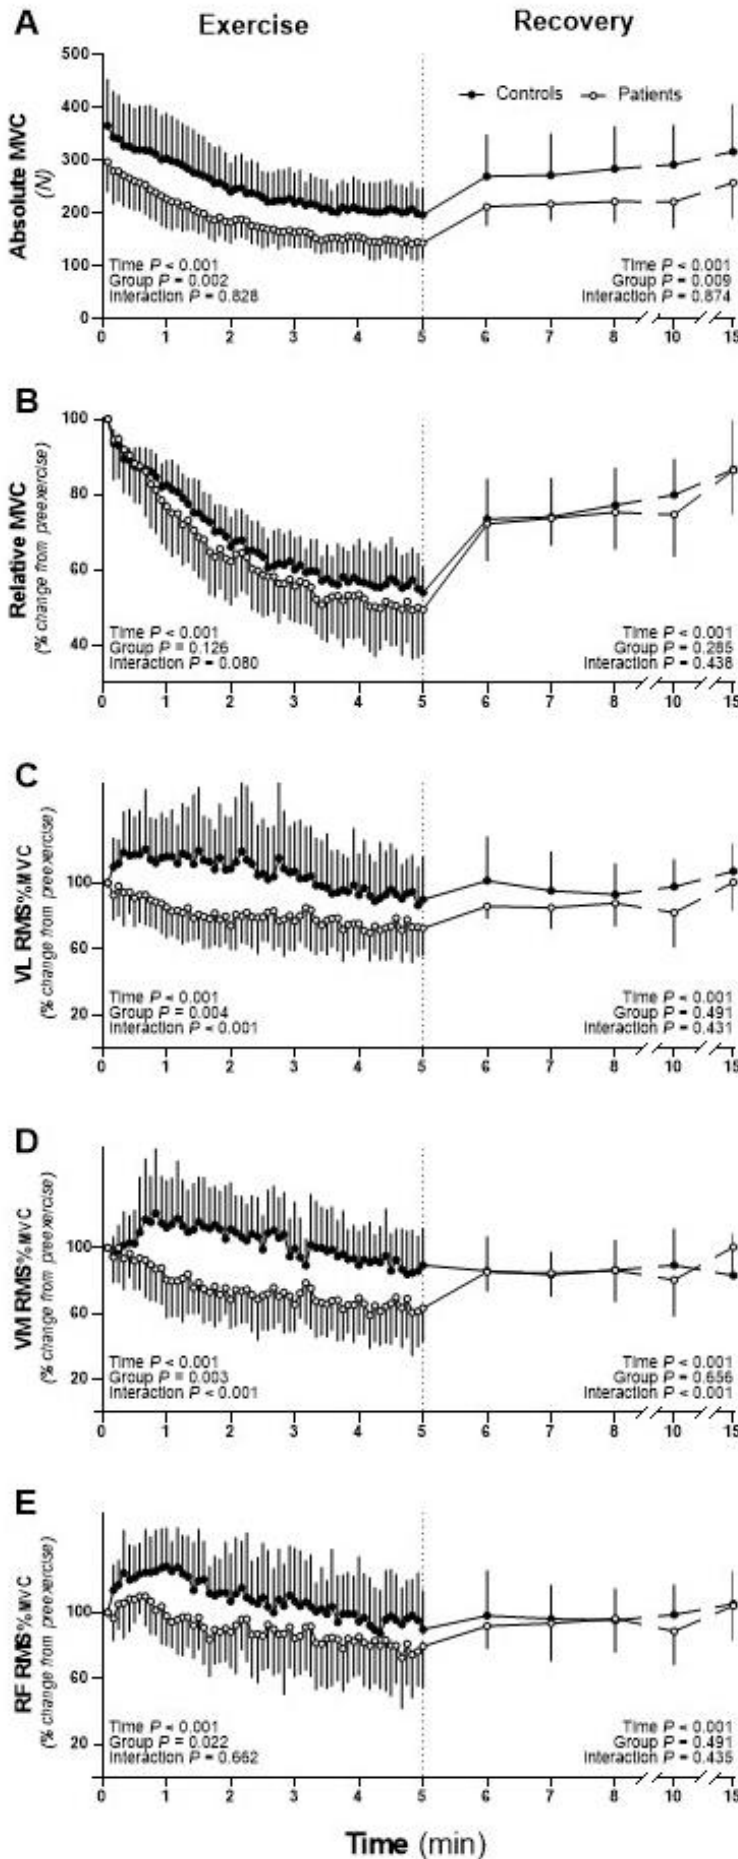 A
Exercise
Recovery
Absolute MVC
(N)
500
400
300
200
100
0
Controls
Patients
Time P < 0.001
Group P = 0.002
Interaction P = 0.828
Time P < 0.001
Group P = 0.009
Interaction P = 0.874
0 1 2 3 4 5 6 7 8 10 15
B
Relative MVC
(% change from preexercise)
100
80
60
40
Time P < 0.001
Group P = 0.126
Interaction P = 0.080
Time P < 0.001
Group P = 0.285
Interaction P = 0.438
0 1 2 3 4 5 6 7 8 10 15
C
VL RMS%MVC
(% change from preexercise)
100
60
20
Time P < 0.001
Group P = 0.004
Interaction P < 0.001
Time P < 0.001
Group P = 0.491
Interaction P = 0.431
0 1 2 3 4 5 6 7 8 10 15
D
VM RMS%MVC
(% change from preexercise)
100
60
20
Time P < 0.001
Group P = 0.003
Interaction P < 0.001
Time P < 0.001
Group P = 0.656
Interaction P < 0.001
0 1 2 3 4 5 6 7 8 10 15
E
RF RMS%MVC
(% change from preexercise)
100
60
20
Time P < 0.001
Group P = 0.022
Interaction P = 0.662
Time P < 0.001
Group P = 0.491
Interaction P = 0.435
0 1 2 3 4 5 6 7 8 10 15
Time (min)